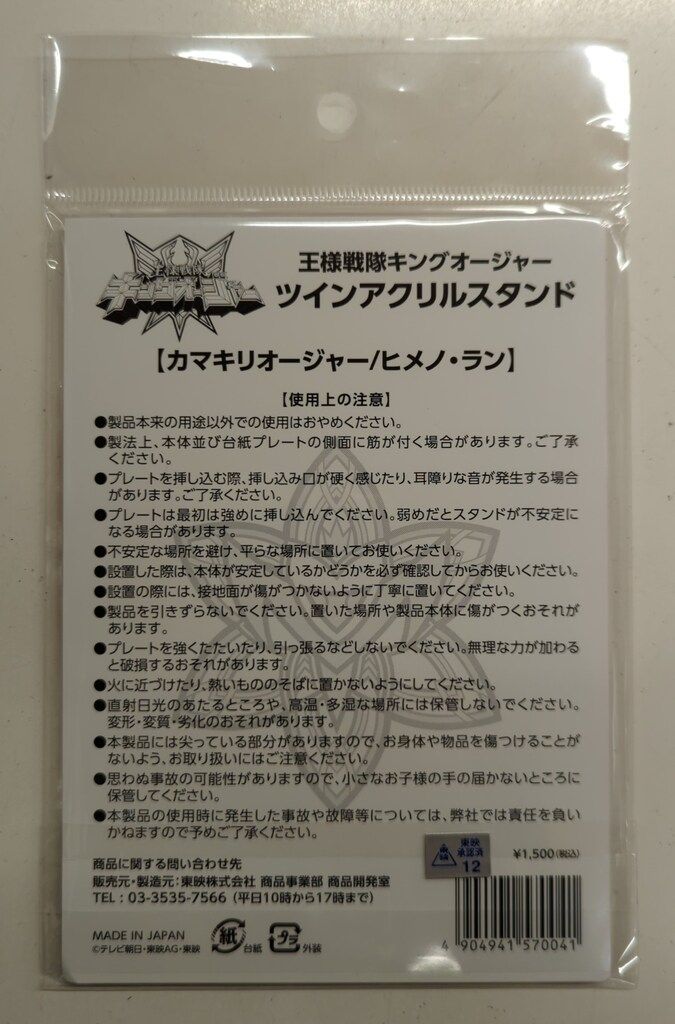 王様戦隊
キングオージャー
王様戦隊キングオージャー
ツインアクリルスタンド
【カマキリオージャー/ヒメノ・ラン】
【使用上の注意】
●製品本来の用途以外での使用はおやめください。
●製法上、本体並び台紙プレートの側面に筋が付く場合があります。ご了承
ください。
●プレートを挿し込む際、挿し込み口が硬く感じたり、耳障りな音が発生する場合
があります。ご了承ください。
●プレートは最初は強めに挿し込んでください。弱めだとスタンドが不安定に
なる場合があります。
●不安定な場所を避け、平らな場所に置いてお使いください。
●設置した際は、本体が安定しているかどうかを必ず確認してからお使いください。
●設置の際には、接地面が傷がつかないように丁寧に置いてください。
●製品を引きずらないでください。置いた場所や製品本体に傷がつくおそれが
あります。
●プレートを強くたたいたり、引っ張るなどしないでください。無理な力が加わる
と破損するおそれがあります。
●火に近づけたり、熱いもののそばに置かないようにしてください。
●直射日光のあたるところや、高温・多湿な場所には保管しないでください。
変形・変質・劣化のおそれがあります。
●本製品には尖っている部分がありますので、お身体や物品を傷つけることが
ないよう、お取り扱いにはご注意ください。
●思わぬ事故の可能性がありますので、小さなお子様の手の届かないところに
保管してください。
●本製品の使用時に発生した事故や故障等については、弊社では責任を負い
かねますので予めご了承ください。
商品に関する問い合わせ先
販売元・製造元：東映株式会社 商品事業部 商品開発室
TEL：03-3535-7566（平日10時から17時まで）
東映
承認済
12
¥1,500(税込)
MADE IN JAPAN
©テレビ朝日・東映AG・東映
紙
台紙
プラ
外装
4 904941 570041